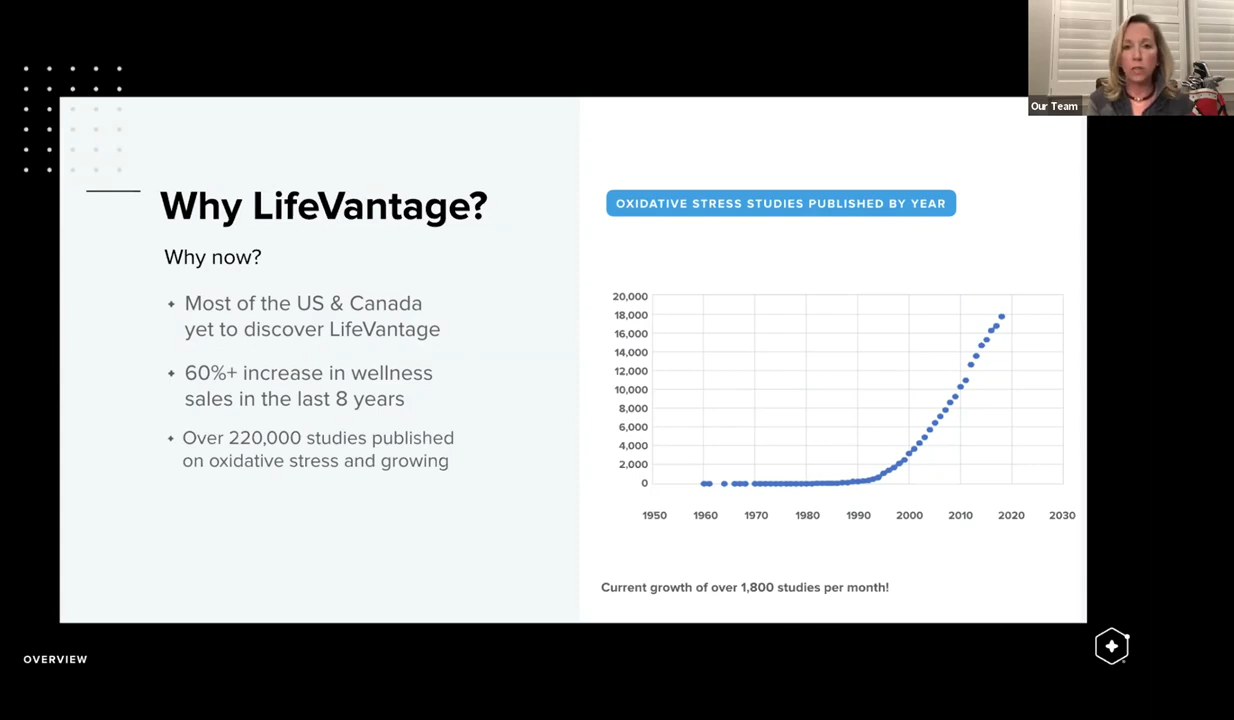 Our Team
Why LifeVantage?
Why now?
Most of the US & Canada
yet to discover LifeVantage
60%+ increase in wellness
sales in the last 8 years
Over 220,000 studies published
on oxidative stress and growing
OXIDATIVE STRESS STUDIES PUBLISHED BY YEAR
20,000
18,000
16,000
14,000
12,000
10,000
8,000
6,000
4,000
2,000
0
1950 1960 1970 1980 1990 2000 2010 2020 2030
Current growth of over 1,800 studies per month!
OVERVIEW